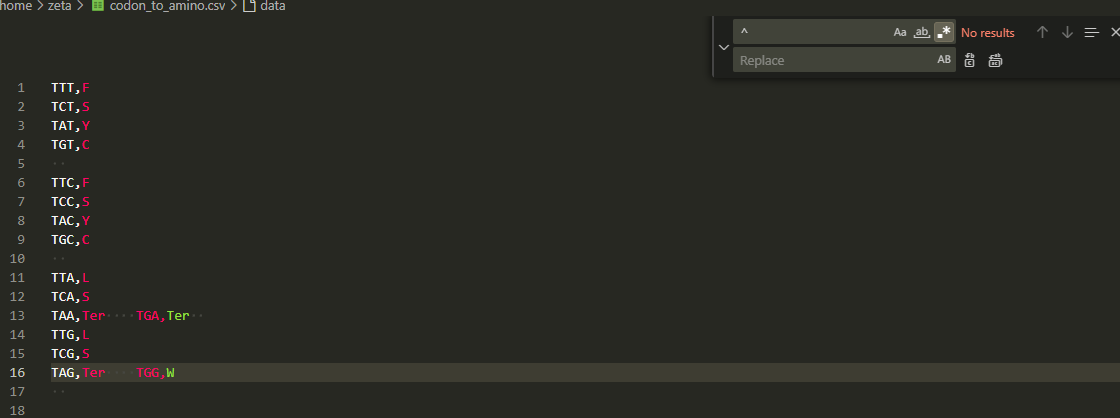 home > zeta > codon_to_amino.csv > data
^ Aa ab .* No results
Replace AB
1 TTT,F
2 TCT,S
3 TAT,Y
4 TGT,C
5
6 TTC,F
7 TCC,S
8 TAC,Y
9 TGC,C
10
11 TTA,L
12 TCA,S
13 TAA,Ter TGA,Ter
14 TTG,L
15 TCG,S
16 TAG,Ter TGG,W
17
18